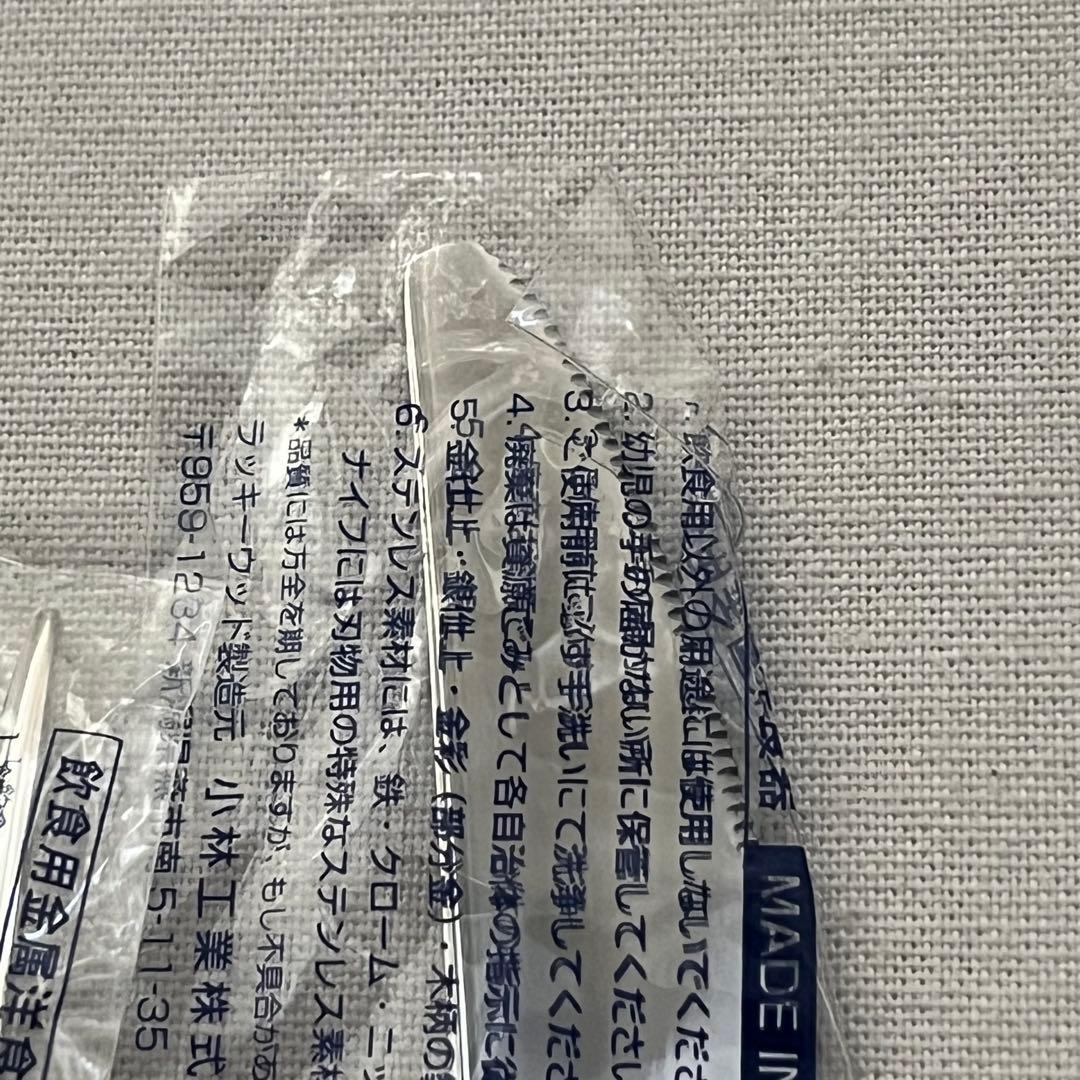 MADE IN
飲食用以外の用途には使用しないでくださ
2. 幼児の手の届かない所に保管してくださ
3. ご使用前に必ず手洗いにて洗浄してくださ
4. 廃棄は普通ごみとして各自治体の指示に従
5. 金仕上・銀仕上・金彩(部分金)・木柄の
6. ステンレス素材には、鉄・クローム・ニッ
ナイフには刃物用の特殊なステンレス素材
*品質には万全を期しておりますが、もし不具合があ
ラッキーウッド製造元 小林工業株式
〒959-1234 5-11-35
飲食用金属洋食